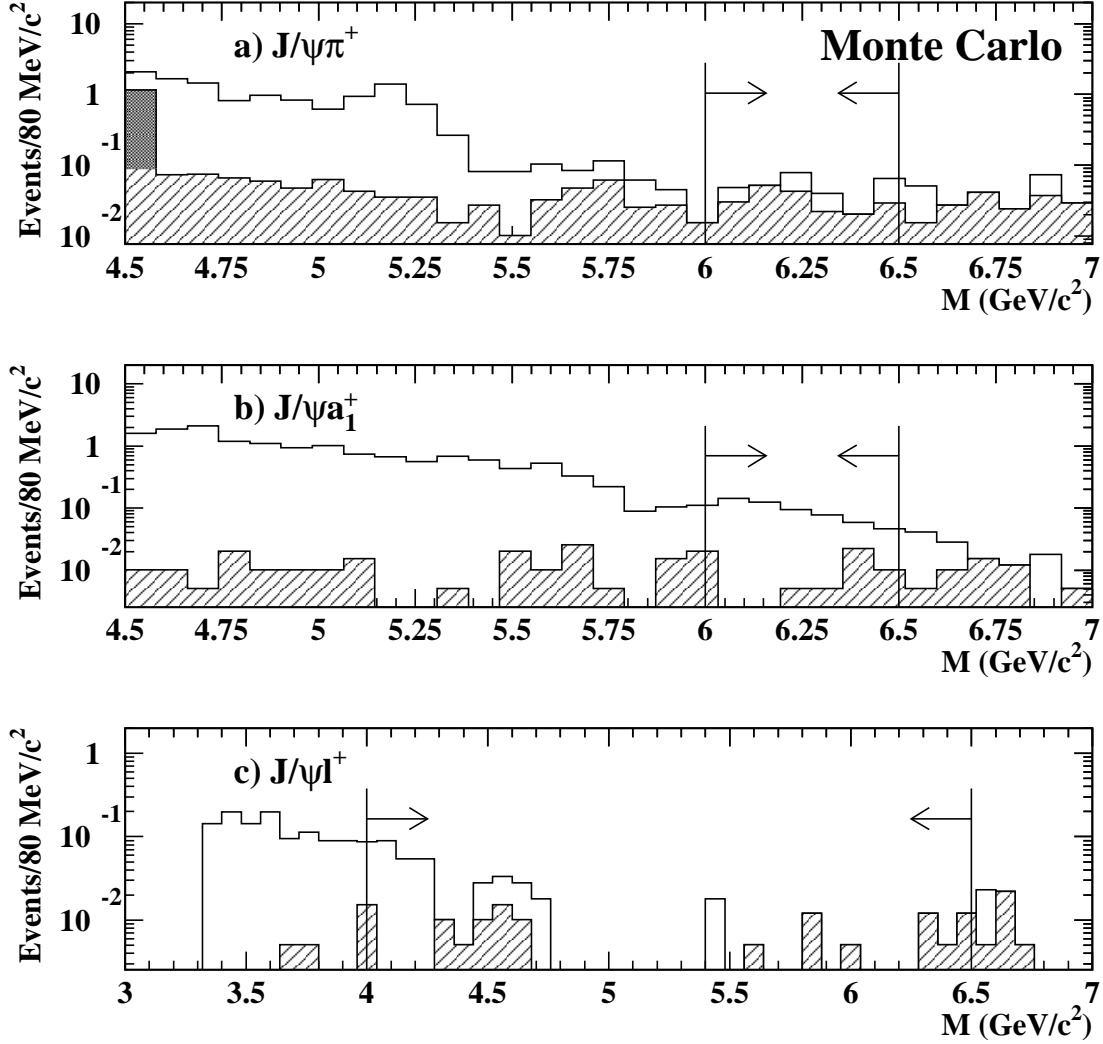 Events/80 MeV/c²
a) J/ψπ⁺
Monte Carlo
10
1
10⁻¹
10⁻²
4.5 4.75 5 5.25 5.5 5.75 6 6.25 6.5 6.75 7
M (GeV/c²)
Events/80 MeV/c²
b) J/ψa₁⁺
10
1
10⁻¹
10⁻²
4.5 4.75 5 5.25 5.5 5.75 6 6.25 6.5 6.75 7
M (GeV/c²)
Events/80 MeV/c²
c) J/ψl⁺
1
10⁻¹
10⁻²
3 3.5 4 4.5 5 5.5 6 6.5 7
M (GeV/c²)